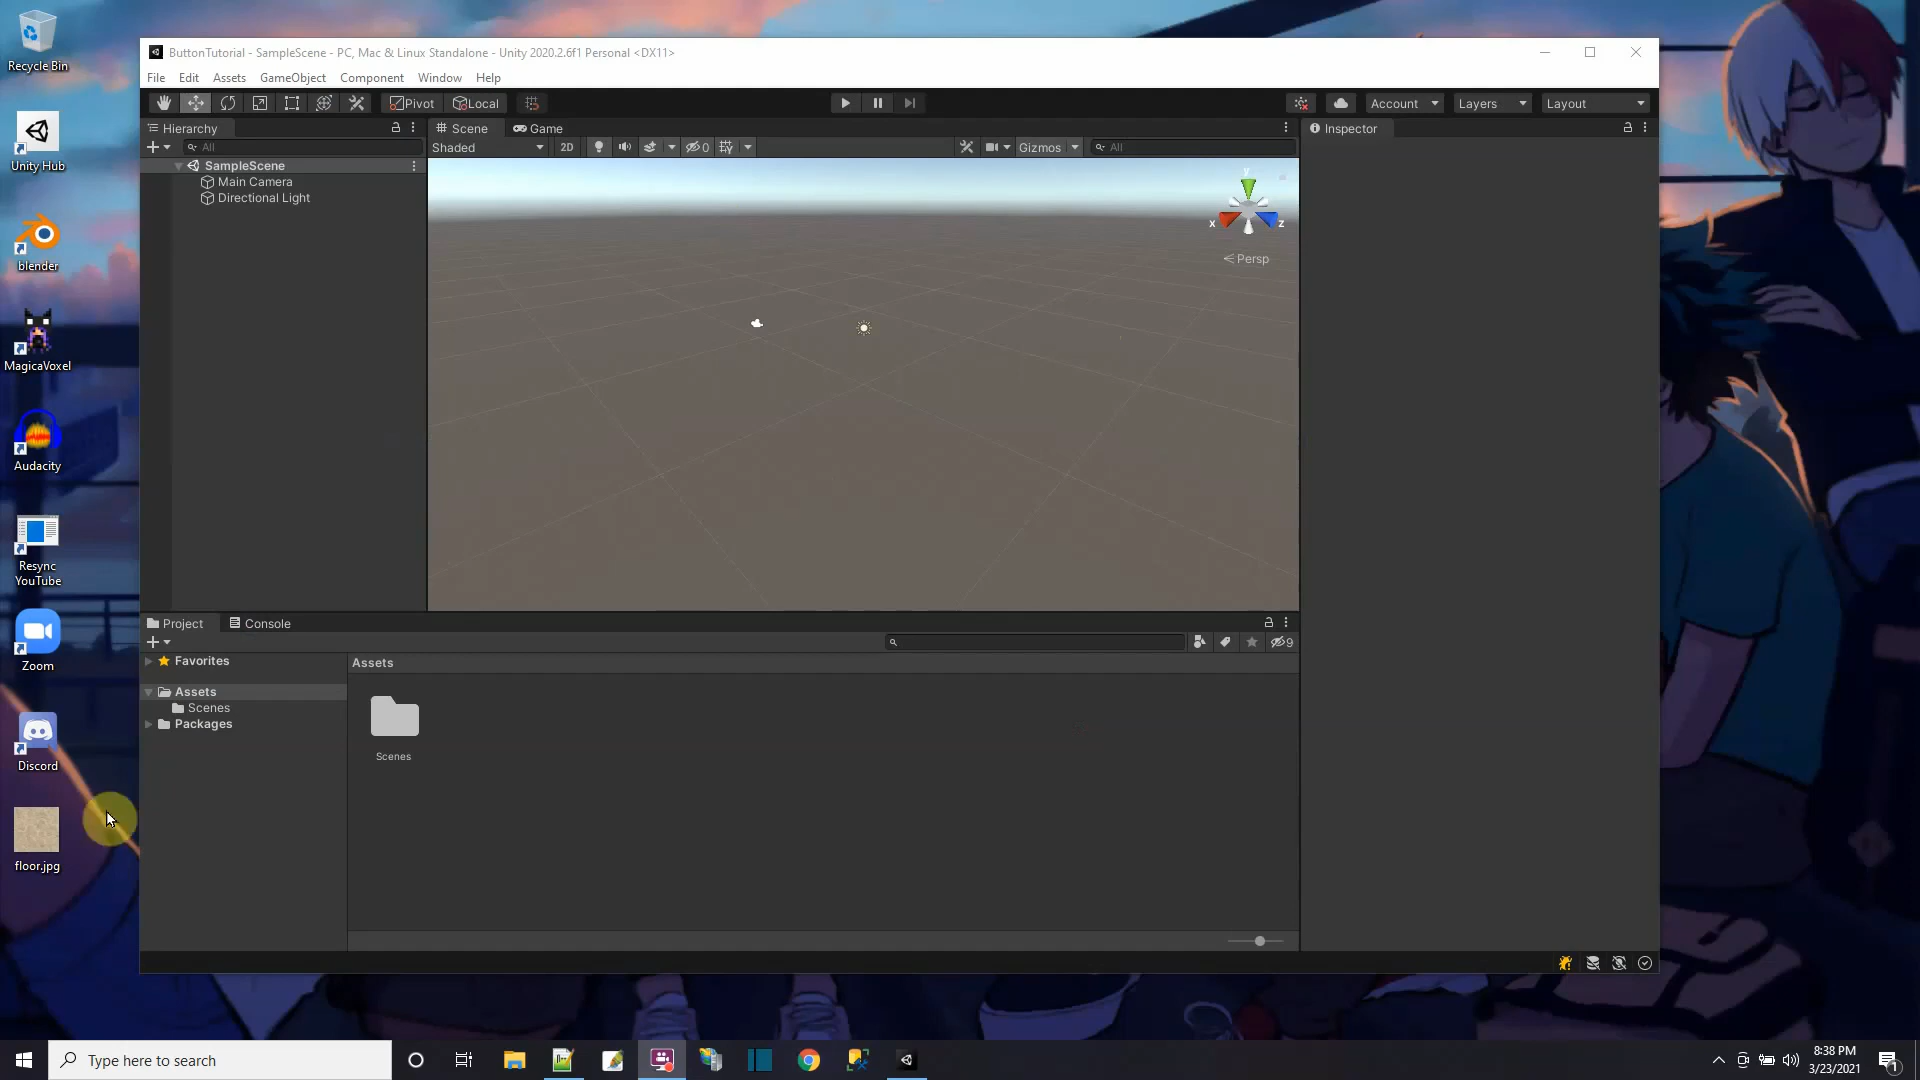 Recycle Bin
Unity Hub
blender
MagicaVoxel
Audacity
Resync
YouTube
Zoom
Discord
floor.jpg
ButtonTutorial - SampleScene - PC, Mac & Linux Standalone - Unity 2020.2.6f1 Personal <DX11>
File Edit Assets GameObject Component Window Help
Pivot Local Account Layers Layout
Hierarchy
All
SampleScene
Main Camera
Directional Light
Scene Game
Shaded 2D 0 Gizmos All
y
x z
Persp
Inspector
Project Console
9
Favorites
Assets
Scenes
Packages
Assets
Scenes
Type here to search
8:38 PM
3/23/2021
1